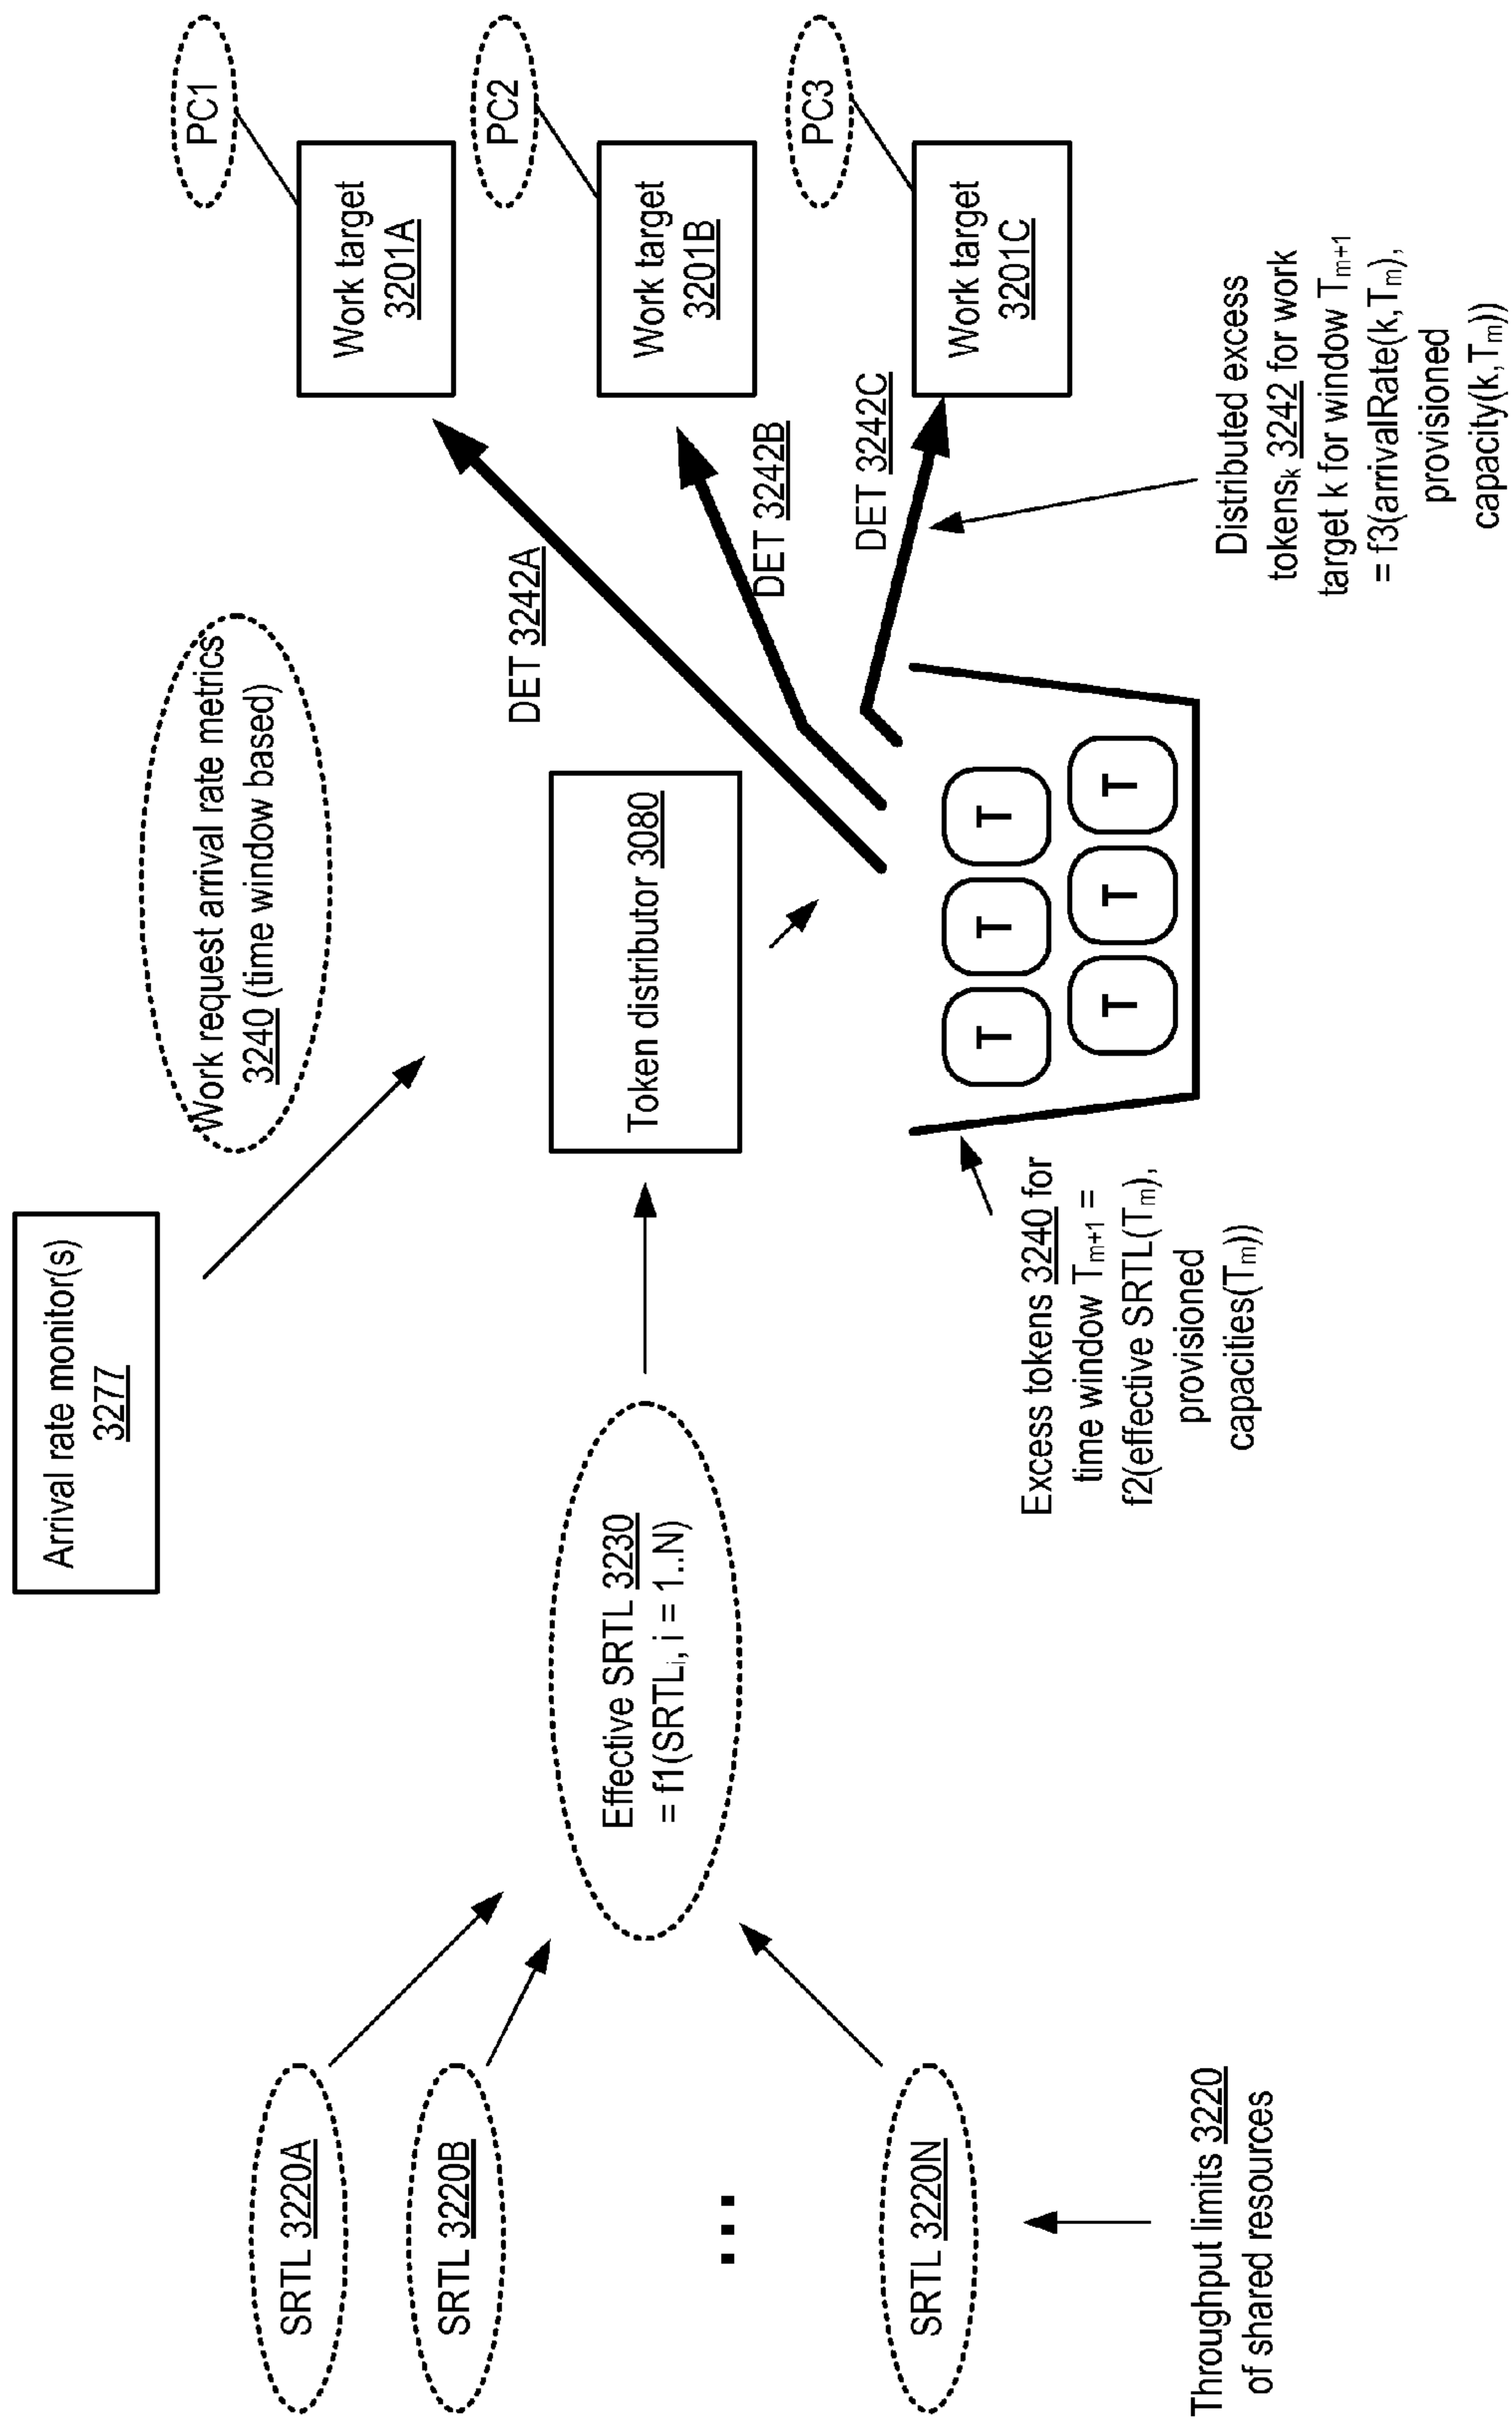 Arrival rate monitor(s)
3277
Work request arrival rate metrics
3240 (time window based)
PC1
Work target
3201A
PC2
Work target
3201B
PC3
Work target
3201C
SRTL 3220A
SRTL 3220B
...
SRTL 3220N
Throughput limits 3220
of shared resources
Effective SRTL 3230
= f1(SRTLi, i = 1..N)
Token distributor 3080
DET 3242A
DET 3242B
DET 3242C
T T T
T T T
Excess tokens 3240 for
time window Tm+1 =
f2(effective SRTL(Tm),
provisioned
capacities(Tm))
Distributed excess
tokensk 3242 for work
target k for window Tm+1
= f3(arrivalRate(k,Tm),
provisioned
capacity(k,Tm))